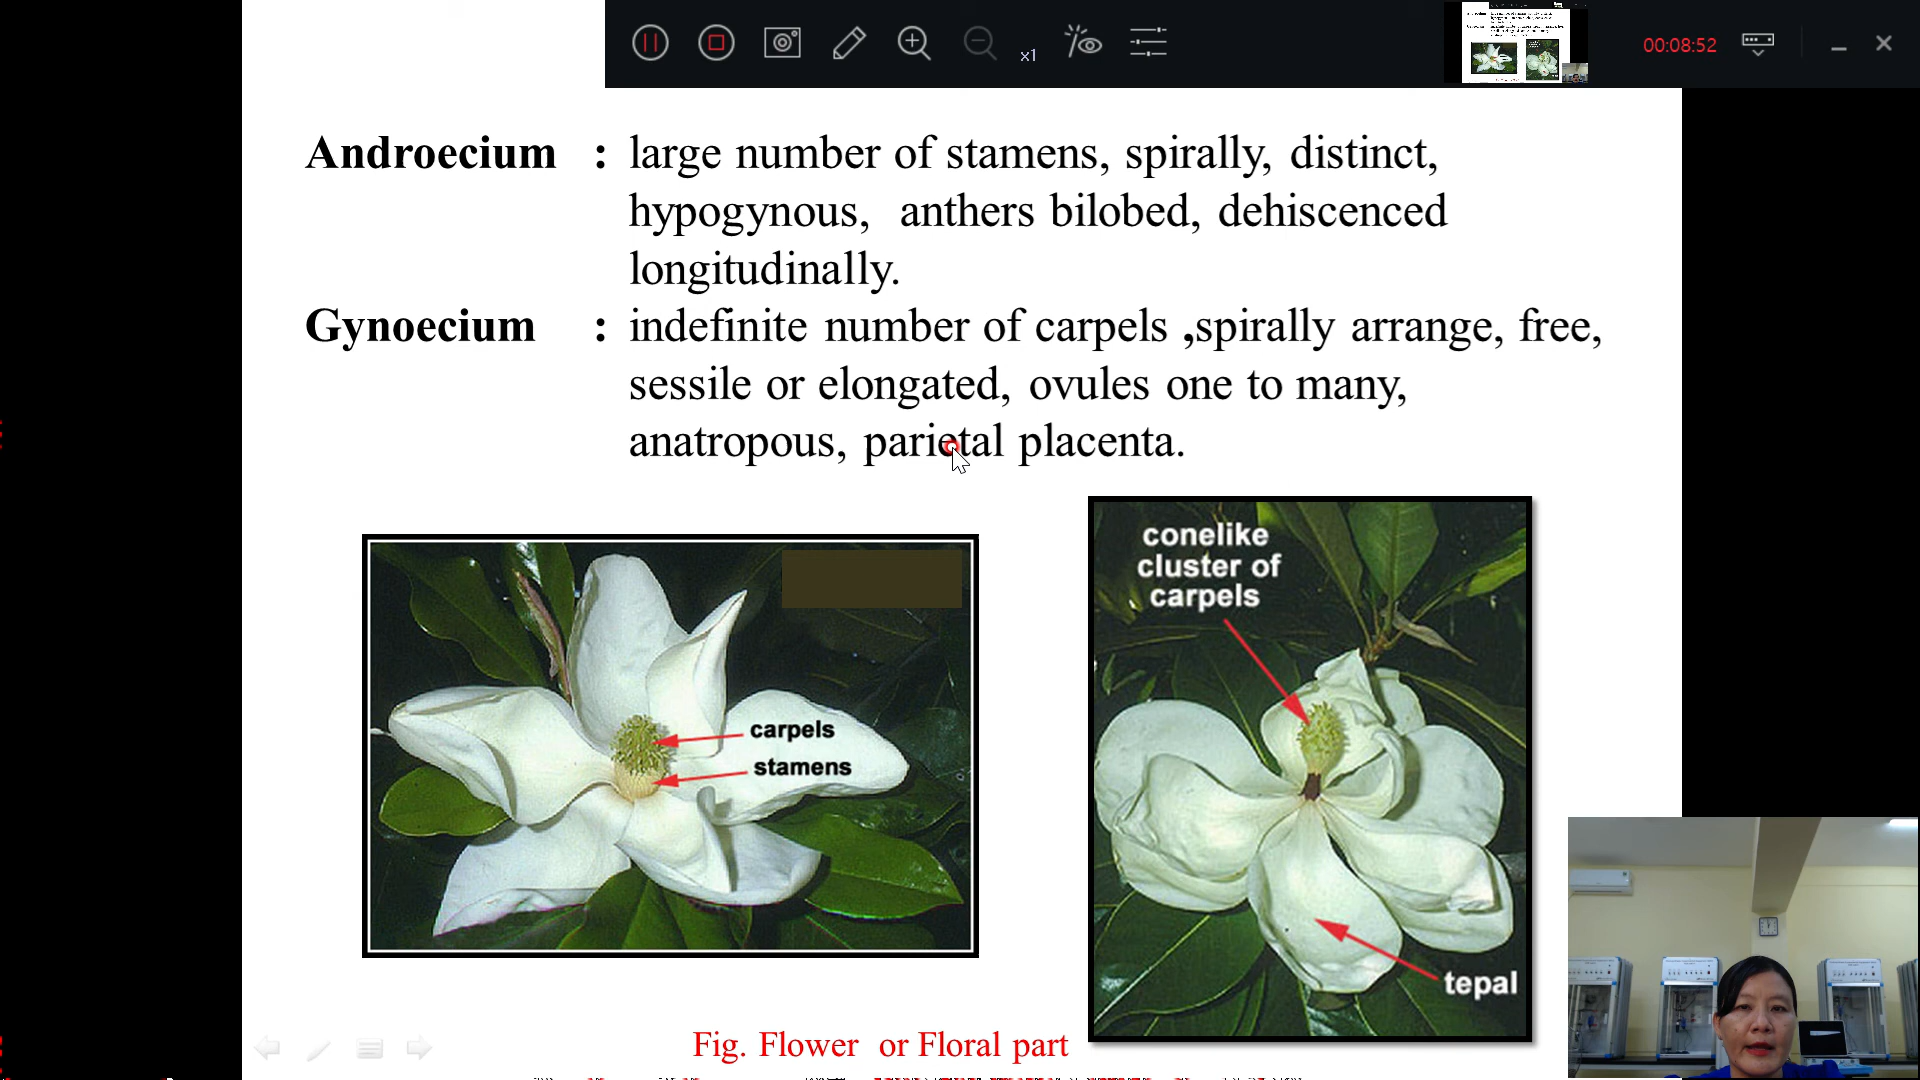 x1
00:08:52
Androecium : large number of stamens, spirally, distinct,
hypogynous, anthers bilobed, dehiscenced
longitudinally.
Gynoecium : indefinite number of carpels ,spirally arrange, free,
sessile or elongated, ovules one to many,
anatropous, parietal placenta.
carpels
stamens
conelike
cluster of
carpels
tepal
Fig. Flower or Floral part